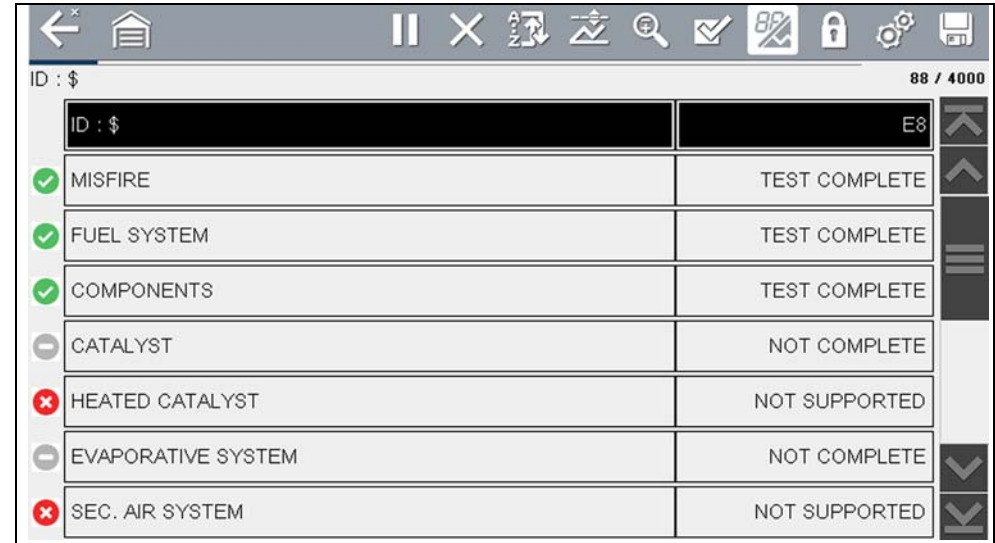 ID : $ 88 / 4000
ID : $ E8
MISFIRE TEST COMPLETE
FUEL SYSTEM TEST COMPLETE
COMPONENTS TEST COMPLETE
CATALYST NOT COMPLETE
HEATED CATALYST NOT SUPPORTED
EVAPORATIVE SYSTEM NOT COMPLETE
SEC. AIR SYSTEM NOT SUPPORTED